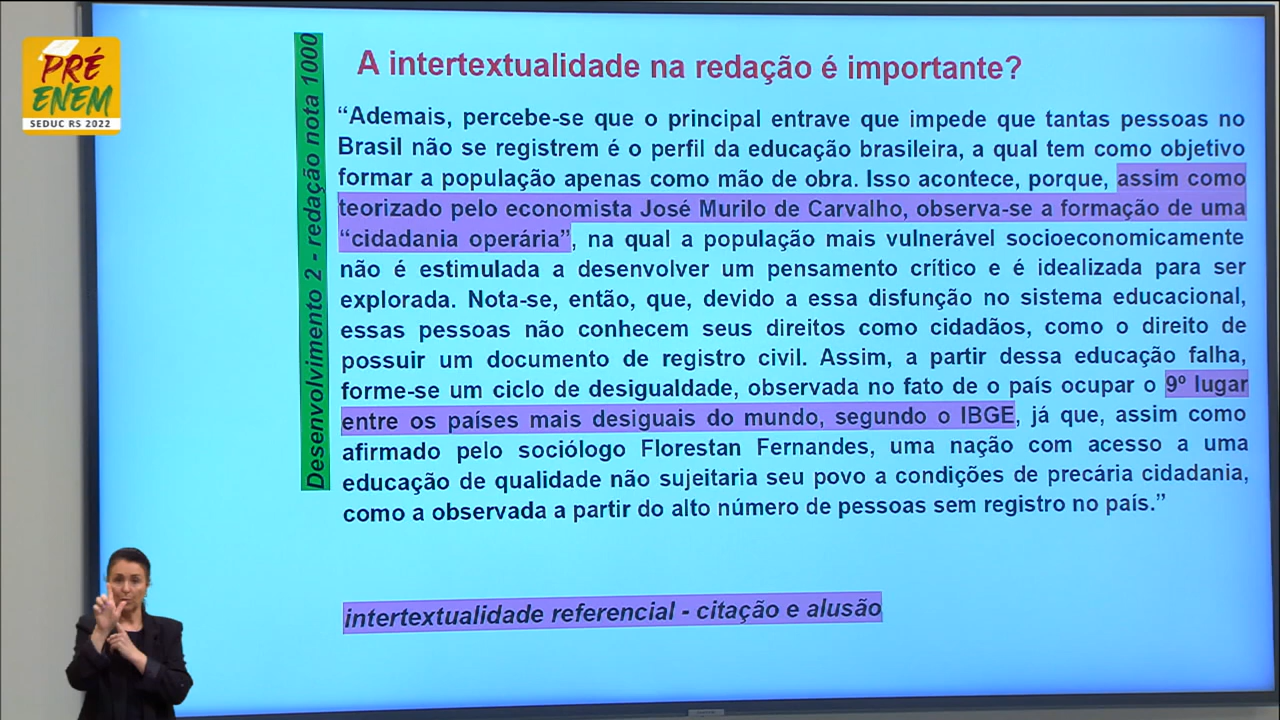 PRÉ
ENEM
SEDUC RS 2022
Desenvolvimento 2 - redação nota 1000
A intertextualidade na redação é importante?
“Ademais, percebe-se que o principal entrave que impede que tantas pessoas no
Brasil não se registrem é o perfil da educação brasileira, a qual tem como objetivo
formar a população apenas como mão de obra. Isso acontece, porque, assim como
teorizado pelo economista José Murilo de Carvalho, observa-se a formação de uma
“cidadania operária”, na qual a população mais vulnerável socioeconomicamente
não é estimulada a desenvolver um pensamento crítico e é idealizada para ser
explorada. Nota-se, então, que, devido a essa disfunção no sistema educacional,
essas pessoas não conhecem seus direitos como cidadãos, como o direito de
possuir um documento de registro civil. Assim, a partir dessa educação falha,
forme-se um ciclo de desigualdade, observada no fato de o país ocupar o 9º lugar
entre os países mais desiguais do mundo, segundo o IBGE, já que, assim como
afirmado pelo sociólogo Florestan Fernandes, uma nação com acesso a uma
educação de qualidade não sujeitaria seu povo a condições de precária cidadania,
como a observada a partir do alto número de pessoas sem registro no país.”
intertextualidade referencial - citação e alusão